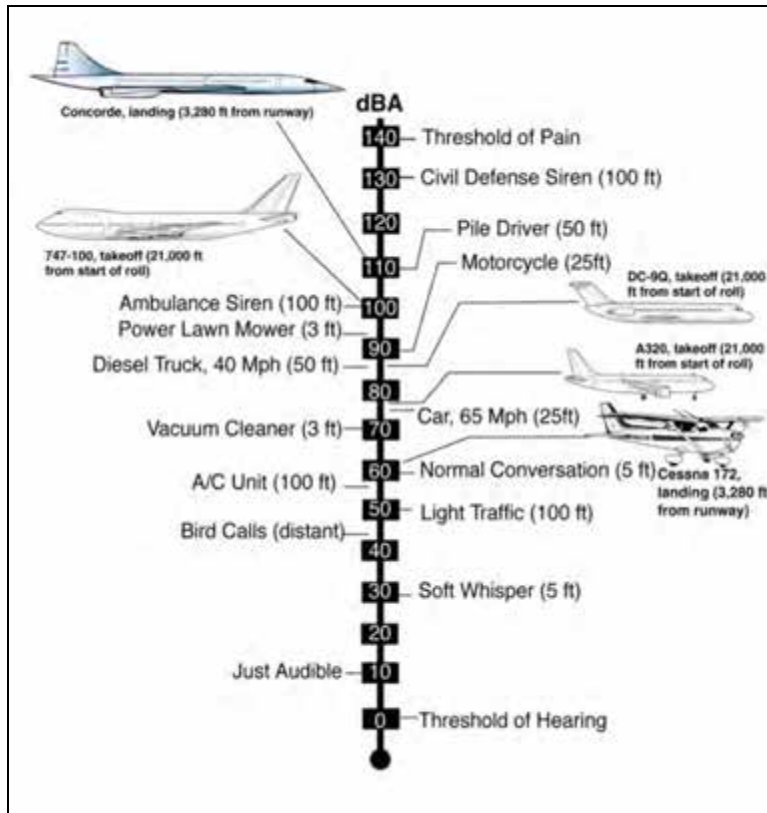 dBA
Concorde, landing (3,280 ft from runway)
140
Threshold of Pain
130
Civil Defense Siren (100 ft)
120
Pile Driver (50 ft)
747-100, takeoff (21,000 ft
from start of roll)
110
Motorcycle (25ft)
DC-9Q, takeoff (21,000
ft from start of roll)
Ambulance Siren (100 ft)
100
Power Lawn Mower (3 ft)
90
A320, takeoff (21,000
ft from start of roll)
Diesel Truck, 40 Mph (50 ft)
80
Car, 65 Mph (25ft)
Vacuum Cleaner (3 ft)
70
60
Normal Conversation (5 ft)
Cessna 172,
landing (3,280 ft
from runway)
A/C Unit (100 ft)
50
Light Traffic (100 ft)
Bird Calls (distant)
40
30
Soft Whisper (5 ft)
20
Just Audible
10
0
Threshold of Hearing